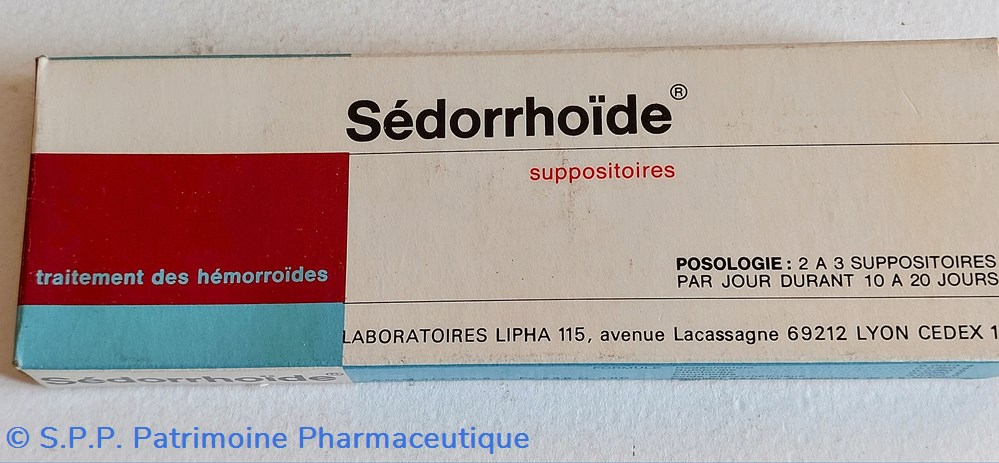 Sédorrhoïde®
suppositoires
traitement des hémorroïdes
POSOLOGIE : 2 A 3 SUPPOSITOIRES
PAR JOUR DURANT 10 A 20 JOURS
LABORATOIRES LIPHA 115, avenue Lacassagne 69212 LYON CEDEX 1
Sédorrhoïde®
FORMULE
© S.P.P. Patrimoine Pharmaceutique